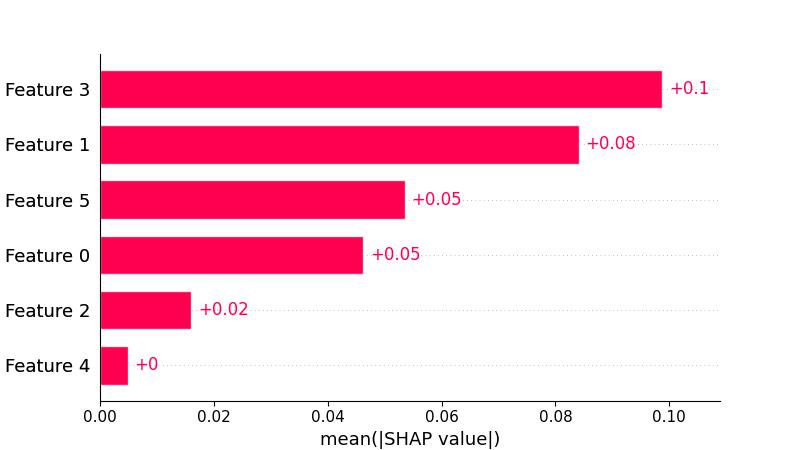 Feature 3 +0.1
Feature 1 +0.08
Feature 5 +0.05
Feature 0 +0.05
Feature 2 +0.02
Feature 4 +0
0.00 0.02 0.04 0.06 0.08 0.10
mean(|SHAP value|)